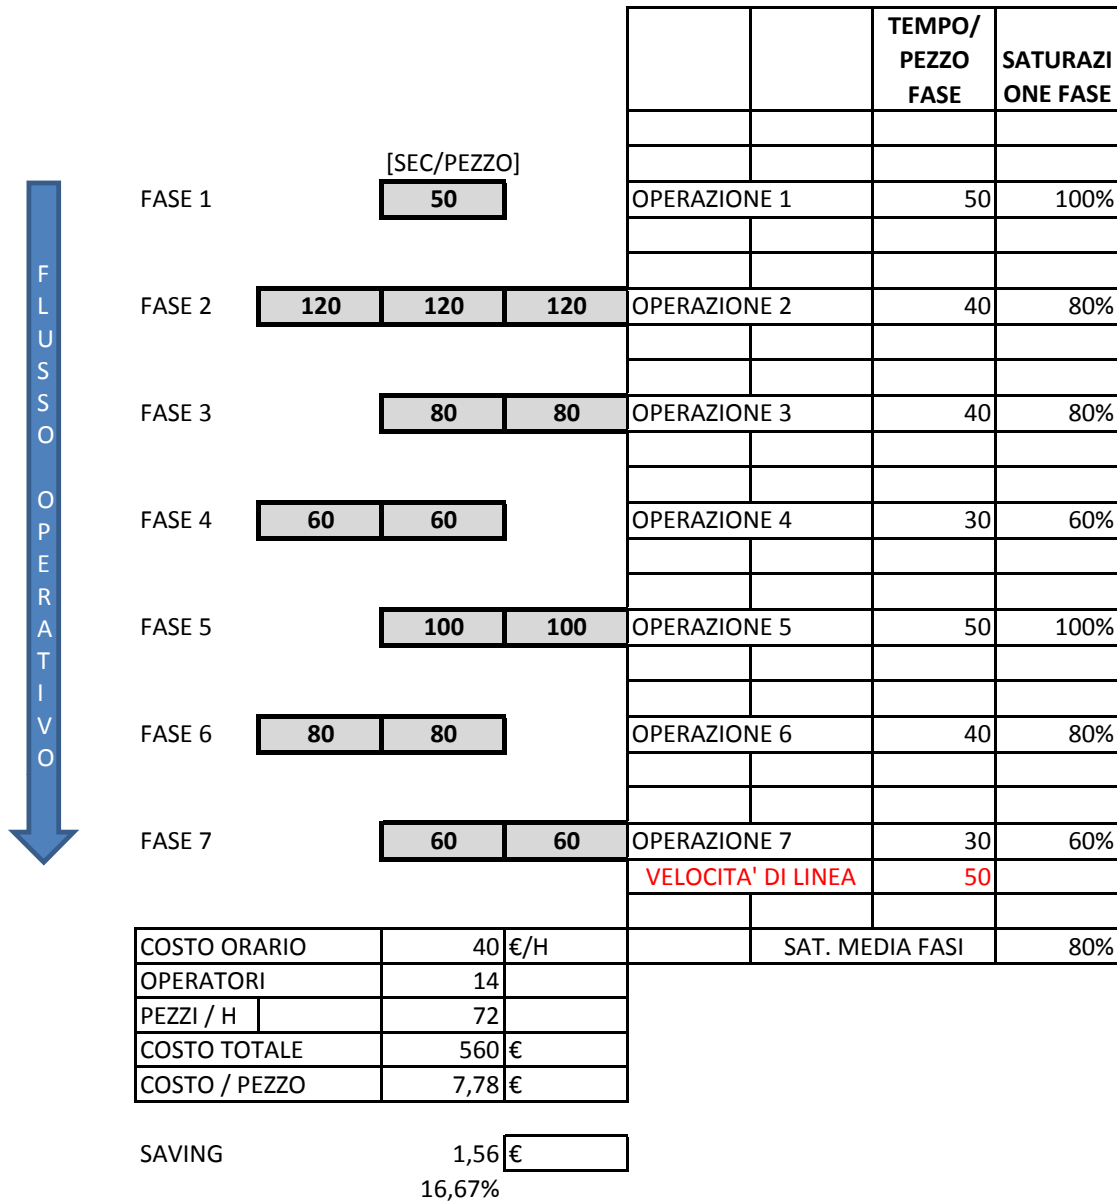 TEMPO/
PEZZO SATURAZI
FASE ONE FASE
[SEC/PEZZO]
FASE 1 50 OPERAZIONE 1 50 100%
FASE 2 120 120 120 OPERAZIONE 2 40 80%
FASE 3 80 80 OPERAZIONE 3 40 80%
FASE 4 60 60 OPERAZIONE 4 30 60%
FASE 5 100 100 OPERAZIONE 5 50 100%
FASE 6 80 80 OPERAZIONE 6 40 80%
FASE 7 60 60 OPERAZIONE 7 30 60%
VELOCITA' DI LINEA 50
FLUSSO OPERATIVO
COSTO ORARIO 40 €/H SAT. MEDIA FASI 80%
OPERATORI 14
PEZZI / H 72
COSTO TOTALE 560 €
COSTO / PEZZO 7,78 €
SAVING 1,56 €
16,67%